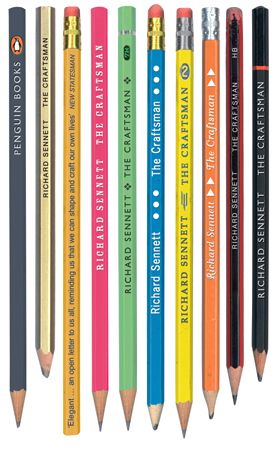 PENGUIN BOOKS
RICHARD SENNETT THE CRAFTSMAN
'Elegant ... an open letter to us all, reminding us that we can shape and craft our own lives' NEW STATESMAN
RICHARD SENNETT THE CRAFTSMAN
RICHARD SENNETT THE CRAFTSMAN
Richard Sennett • • • The Craftsman • • •
RICHARD SENNETT THE CRAFTSMAN 2
Richard Sennett The Craftsman
RICHARD SENNETT THE CRAFTSMAN HB
RICHARD SENNETT THE CRAFTSMAN